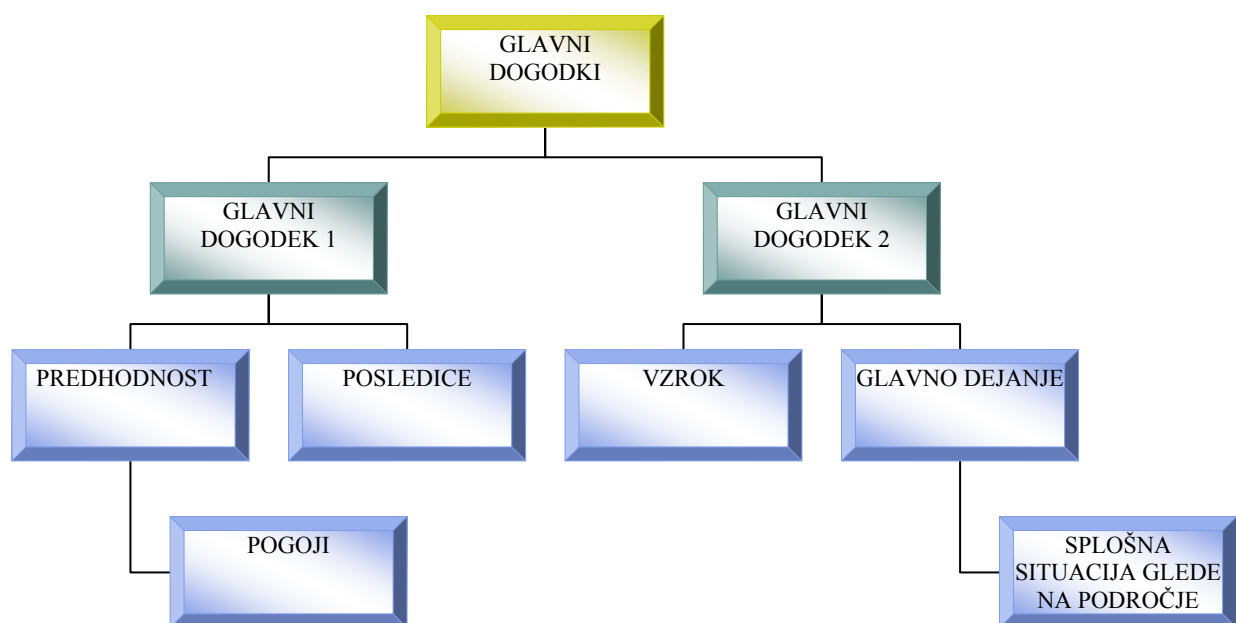 GLAVNI
DOGODKI
GLAVNI
DOGODEK 1
GLAVNI
DOGODEK 2
PREDHODNOST
POSLEDICE
VZROK
GLAVNO DEJANJE
POGOJI
SPLOŠNA
SITUACIJA GLEDE
NA PODROČJE